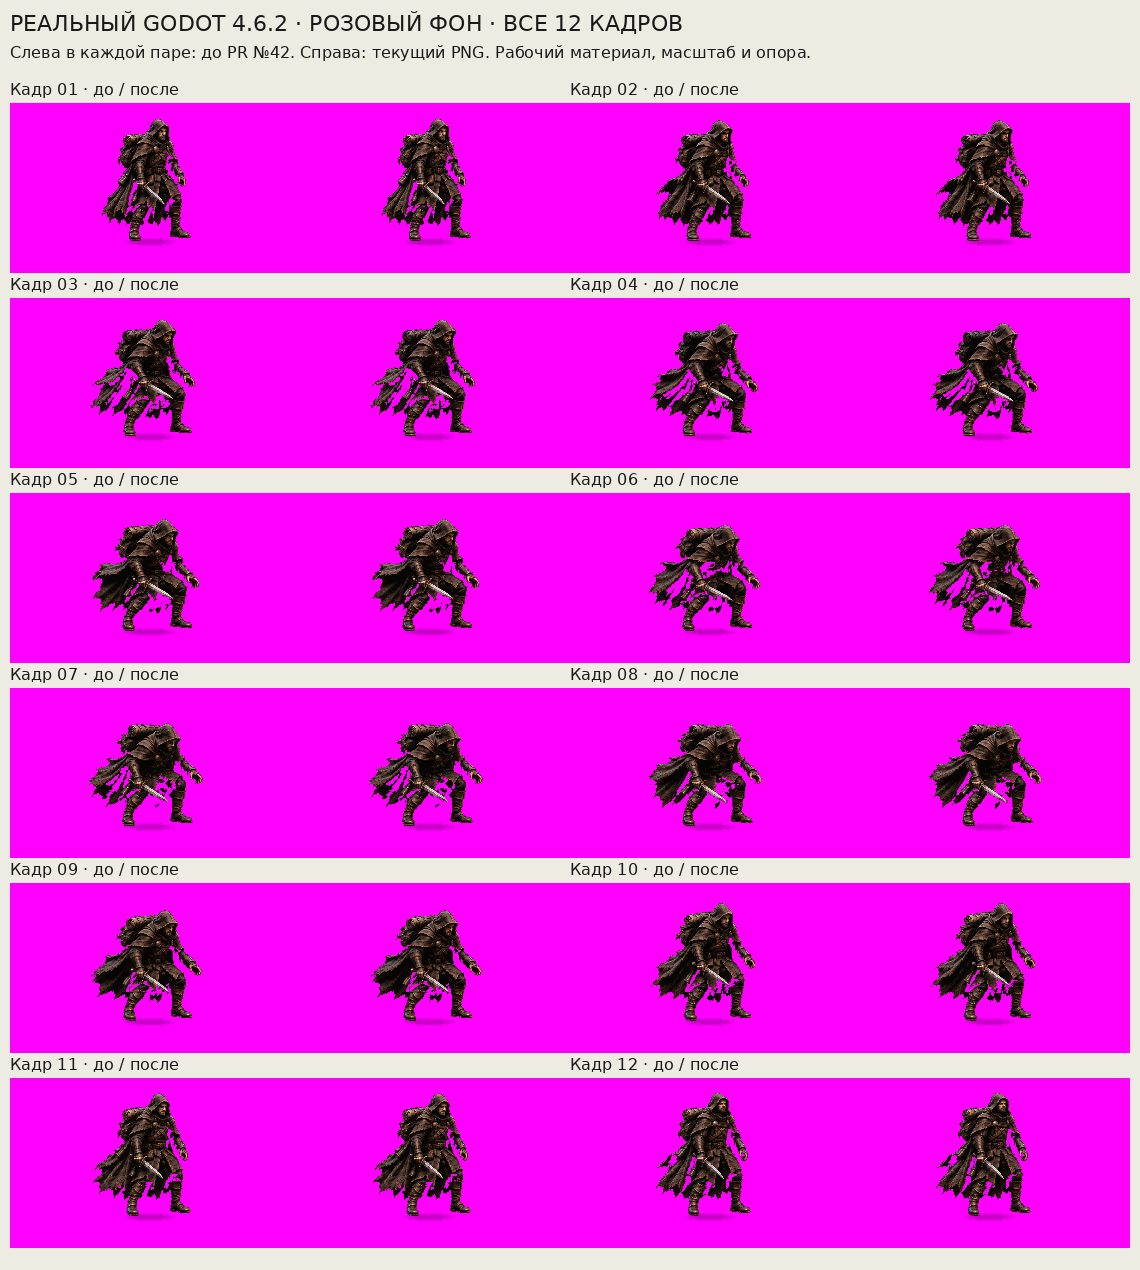 РЕАЛЬНЫЙ GODOT 4.6.2 · РОЗОВЫЙ ФОН · ВСЕ 12 КАДРОВ
Слева в каждой паре: до PR №42. Справа: текущий PNG. Рабочий материал, масштаб и опора.
Кадр 01 · до / после
Кадр 02 · до / после
Кадр 03 · до / после
Кадр 04 · до / после
Кадр 05 · до / после
Кадр 06 · до / после
Кадр 07 · до / после
Кадр 08 · до / после
Кадр 09 · до / после
Кадр 10 · до / после
Кадр 11 · до / после
Кадр 12 · до / после